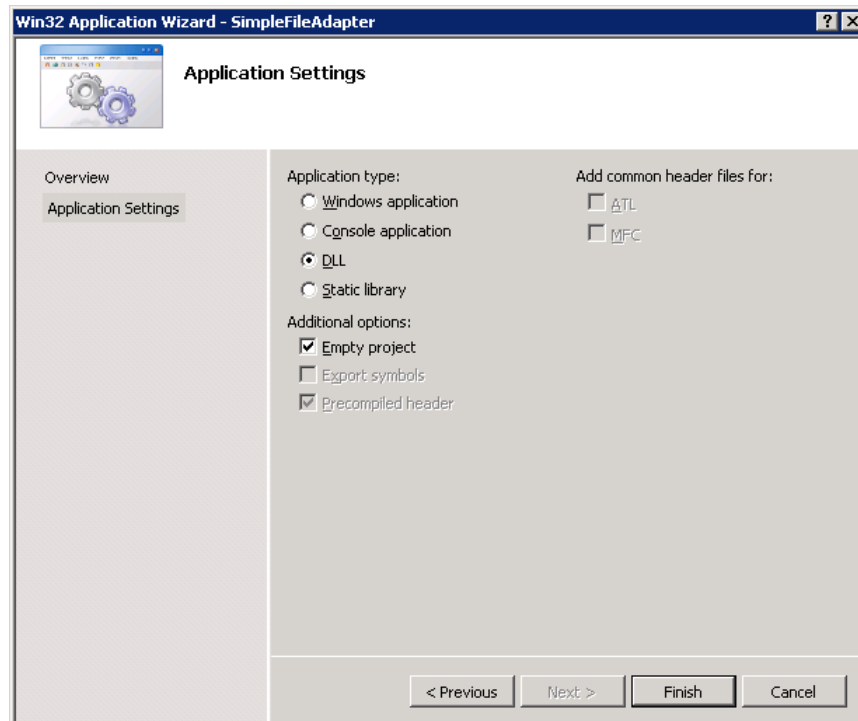 Win32 Application Wizard - SimpleFileAdapter
Application Settings
Overview
Application Settings
Application type:
Windows application
Console application
DLL
Static library
Additional options:
Empty project
Export symbols
Precompiled header
Add common header files for:
ATL
MFC
< Previous
Next >
Finish
Cancel